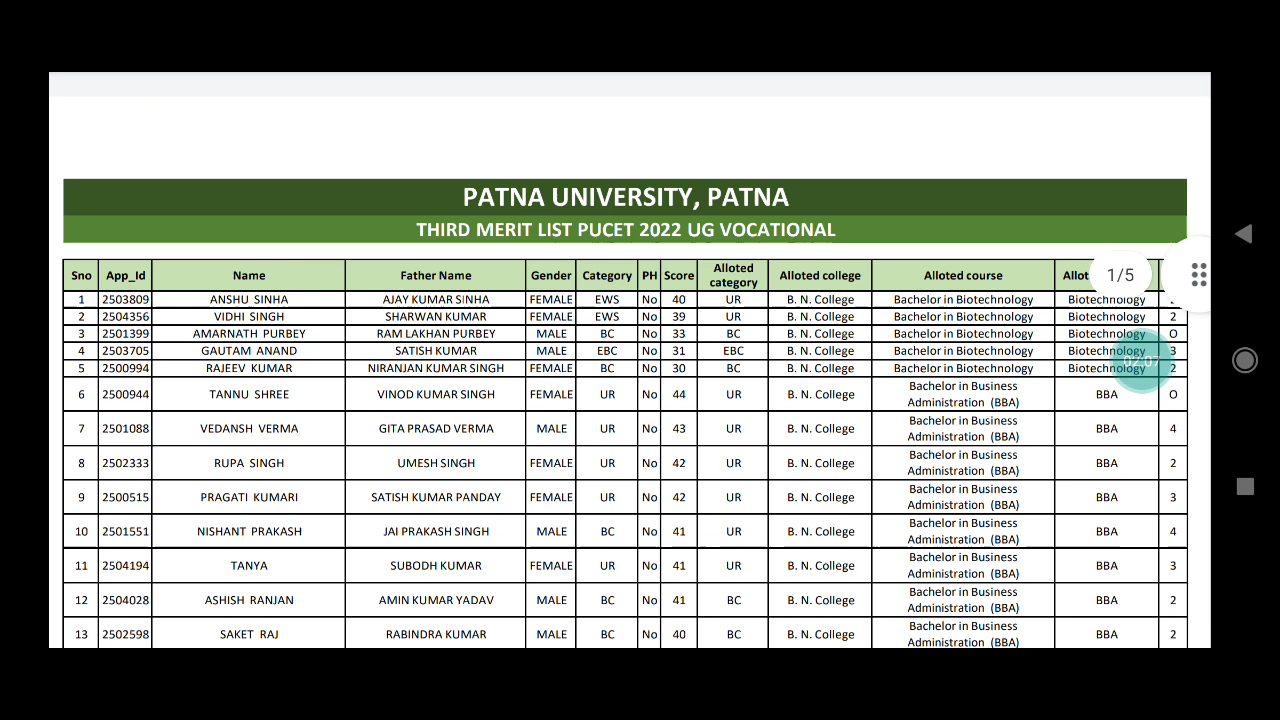 PATNA UNIVERSITY, PATNA
THIRD MERIT LIST PUCET 2022 UG VOCATIONAL
Sno App_Id Name Father Name Gender Category PH Score Alloted category Alloted college Alloted course Allot
1/5
1 2503809 ANSHU SINHA AJAY KUMAR SINHA FEMALE EWS No 40 UR B. N. College Bachelor in Biotechnology Biotechnology
2 2504356 VIDHI SINGH SHARWAN KUMAR FEMALE EWS No 39 UR B. N. College Bachelor in Biotechnology Biotechnology 2
3 2501399 AMARNATH PURBEY RAM LAKHAN PURBEY MALE BC No 33 BC B. N. College Bachelor in Biotechnology Biotechnology O
4 2503705 GAUTAM ANAND SATISH KUMAR MALE EBC No 31 EBC B. N. College Bachelor in Biotechnology Biotechnology 3
02:07
5 2500994 RAJEEV KUMAR NIRANJAN KUMAR SINGH FEMALE BC No 30 BC B. N. College Bachelor in Biotechnology Biotechnology 2
6 2500944 TANNU SHREE VINOD KUMAR SINGH FEMALE UR No 44 UR B. N. College Bachelor in Business Administration (BBA) BBA O
7 2501088 VEDANSH VERMA GITA PRASAD VERMA MALE UR No 43 UR B. N. College Bachelor in Business Administration (BBA) BBA 4
8 2502333 RUPA SINGH UMESH SINGH FEMALE UR No 42 UR B. N. College Bachelor in Business Administration (BBA) BBA 2
9 2500515 PRAGATI KUMARI SATISH KUMAR PANDAY FEMALE UR No 42 UR B. N. College Bachelor in Business Administration (BBA) BBA 3
10 2501551 NISHANT PRAKASH JAI PRAKASH SINGH MALE BC No 41 UR B. N. College Bachelor in Business Administration (BBA) BBA 4
11 2504194 TANYA SUBODH KUMAR FEMALE UR No 41 UR B. N. College Bachelor in Business Administration (BBA) BBA 3
12 2504028 ASHISH RANJAN AMIN KUMAR YADAV MALE BC No 41 BC B. N. College Bachelor in Business Administration (BBA) BBA 2
13 2502598 SAKET RAJ RABINDRA KUMAR MALE BC No 40 BC B. N. College Bachelor in Business Administration (BBA) BBA 2